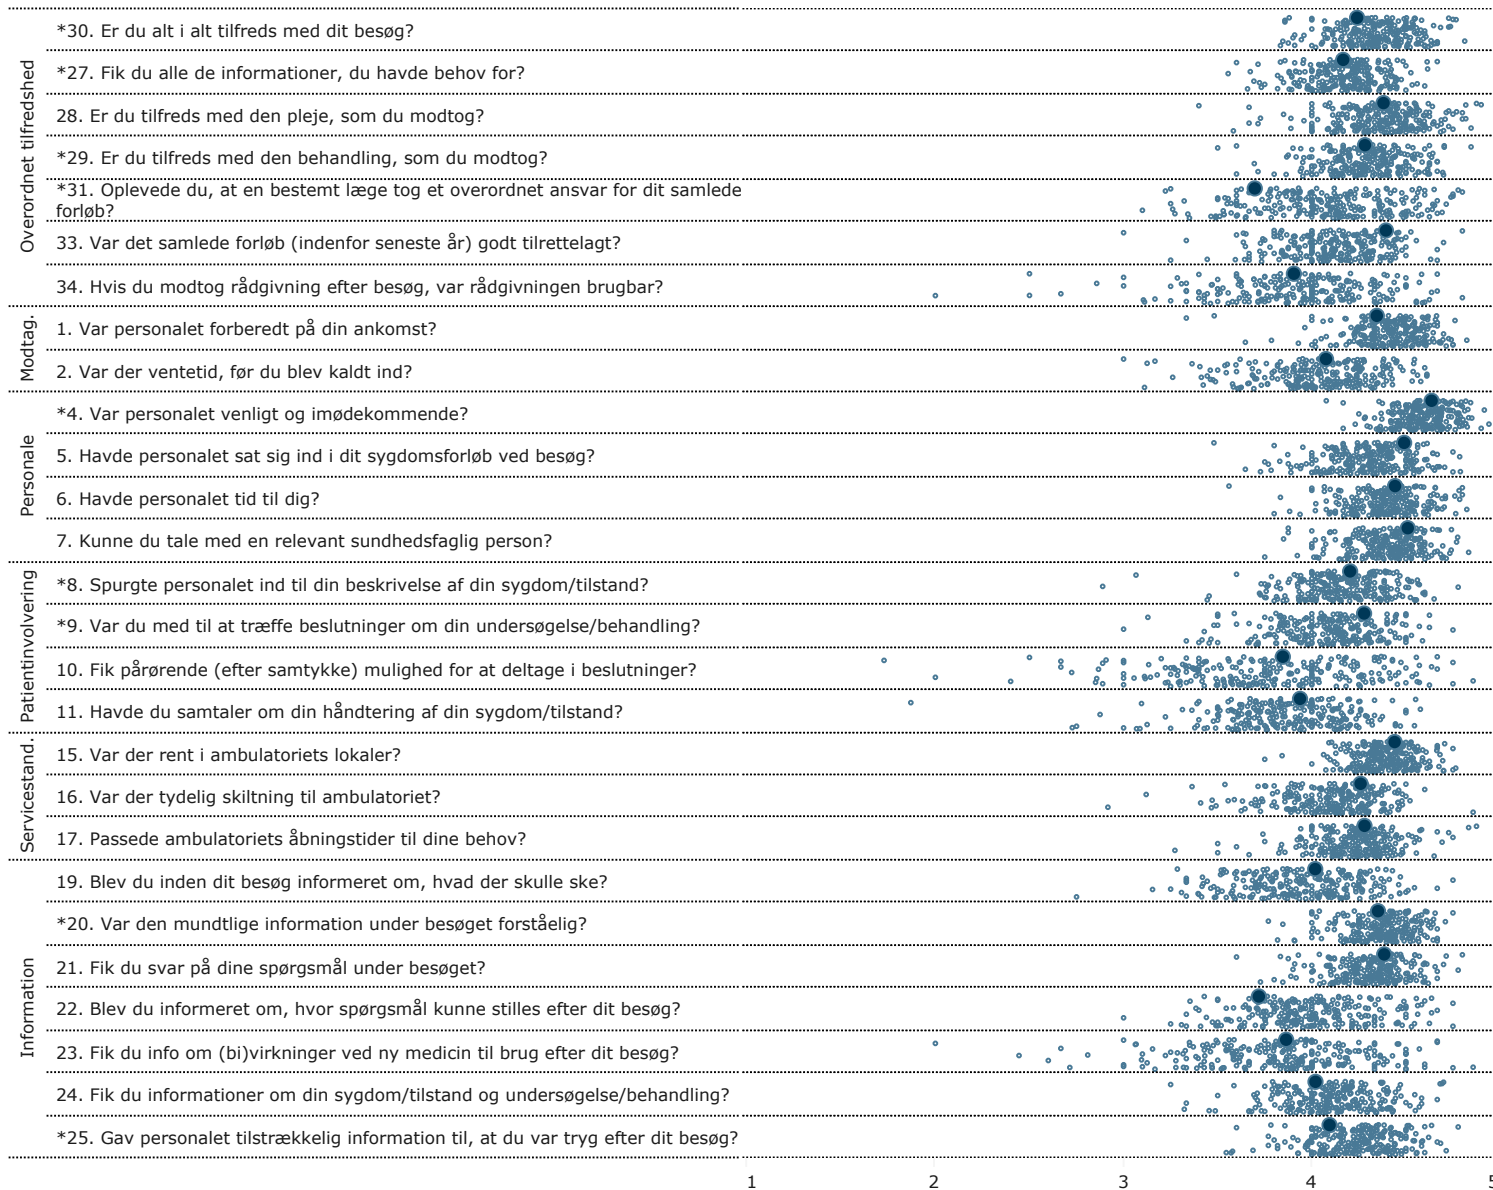 Overordnet tilfredshed
*30. Er du alt i alt tilfreds med dit besøg?
*27. Fik du alle de informationer, du havde behov for?
28. Er du tilfreds med den pleje, som du modtog?
*29. Er du tilfreds med den behandling, som du modtog?
*31. Oplevede du, at en bestemt læge tog et overordnet ansvar for dit samlede
forløb?
33. Var det samlede forløb (indenfor seneste år) godt tilrettelagt?
34. Hvis du modtog rådgivning efter besøg, var rådgivningen brugbar?
Modtag.
1. Var personalet forberedt på din ankomst?
2. Var der ventetid, før du blev kaldt ind?
Personale
*4. Var personalet venligt og imødekommende?
5. Havde personalet sat sig ind i dit sygdomsforløb ved besøg?
6. Havde personalet tid til dig?
7. Kunne du tale med en relevant sundhedsfaglig person?
Patientinvolvering
*8. Spurgte personalet ind til din beskrivelse af din sygdom/tilstand?
*9. Var du med til at træffe beslutninger om din undersøgelse/behandling?
10. Fik pårørende (efter samtykke) mulighed for at deltage i beslutninger?
11. Havde du samtaler om din håndtering af din sygdom/tilstand?
Servicestand.
15. Var der rent i ambulatoriets lokaler?
16. Var der tydelig skiltning til ambulatoriet?
17. Passede ambulatoriets åbningstider til dine behov?
Information
19. Blev du inden dit besøg informeret om, hvad der skulle ske?
*20. Var den mundtlige information under besøget forståelig?
21. Fik du svar på dine spørgsmål under besøget?
22. Blev du informeret om, hvor spørgsmål kunne stilles efter dit besøg?
23. Fik du info om (bi)virkninger ved ny medicin til brug efter dit besøg?
24. Fik du informationer om din sygdom/tilstand og undersøgelse/behandling?
*25. Gav personalet tilstrækkelig information til, at du var tryg efter dit besøg?
1 2 3 4 5